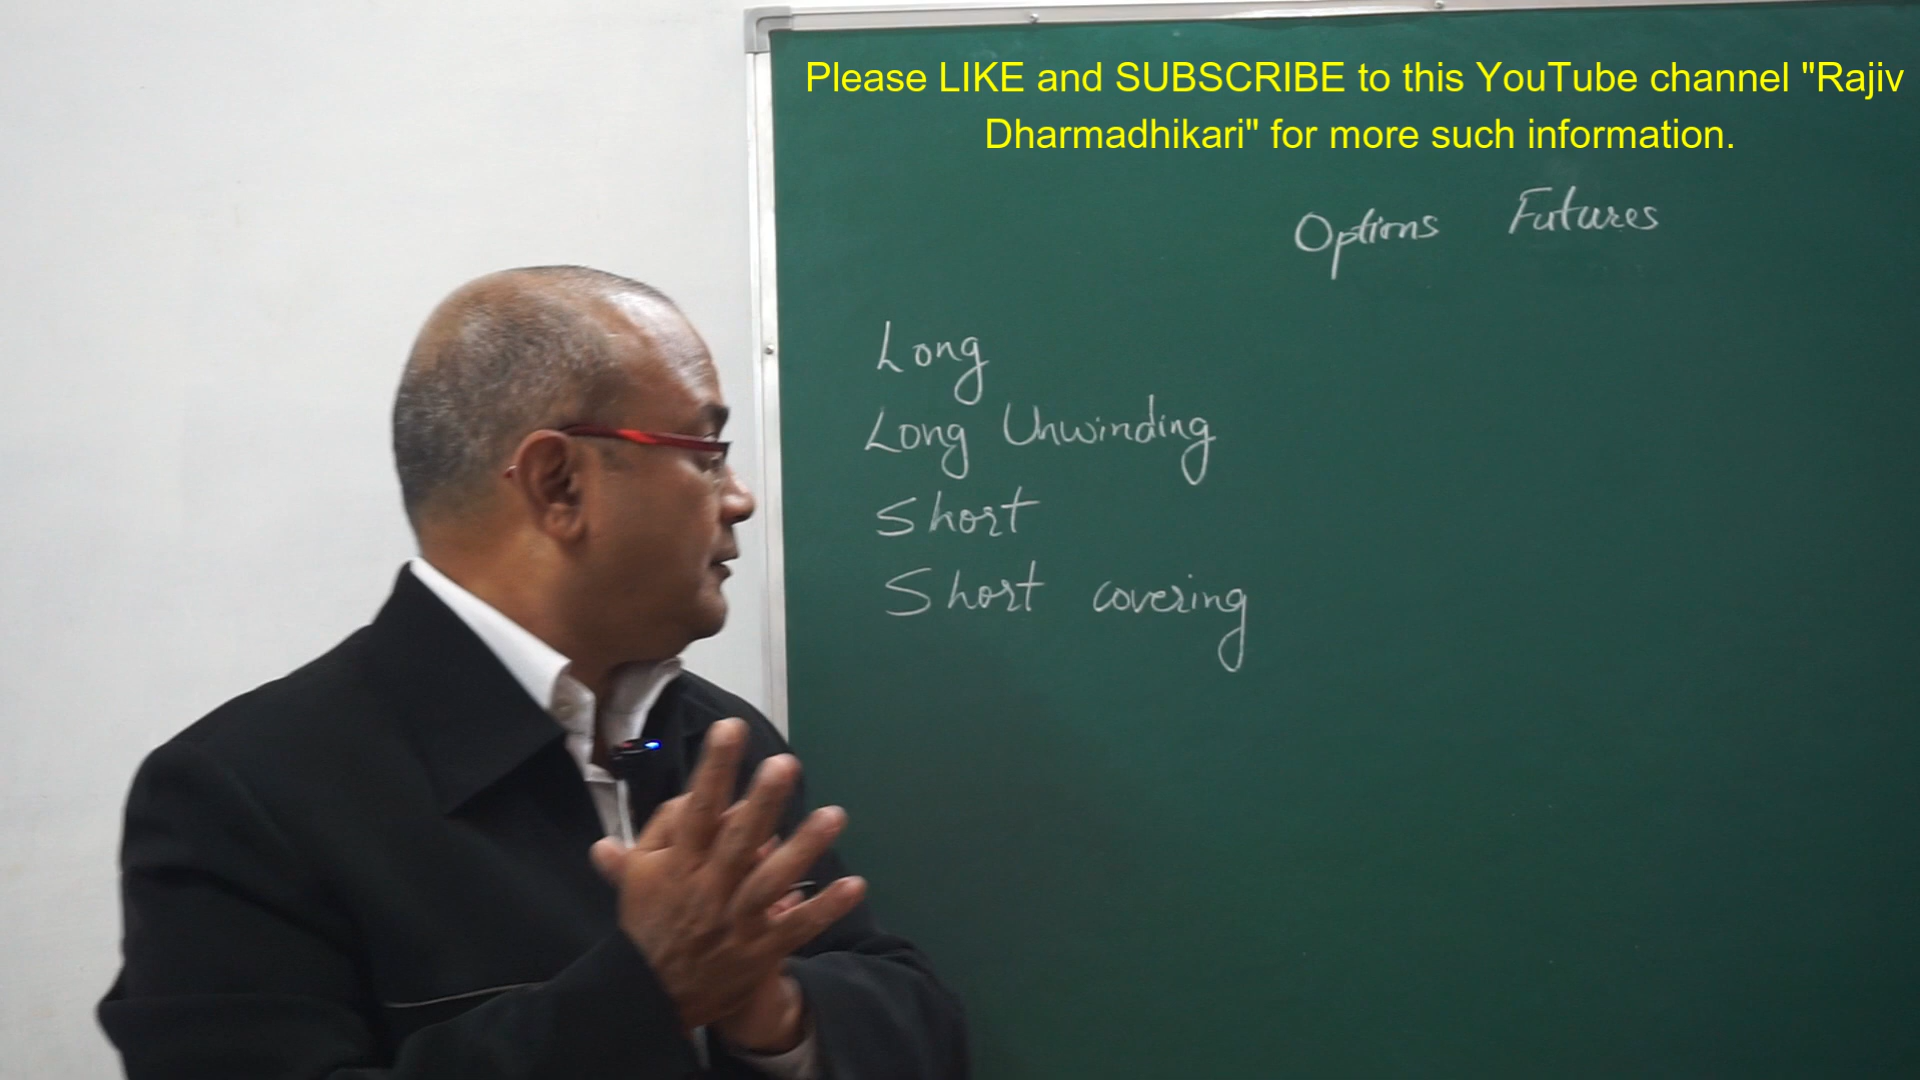 Please LIKE and SUBSCRIBE to this YouTube channel "Rajiv
Dharmadhikari" for more such information.
Options Futures
Long
Long Unwinding
Short
Short covering